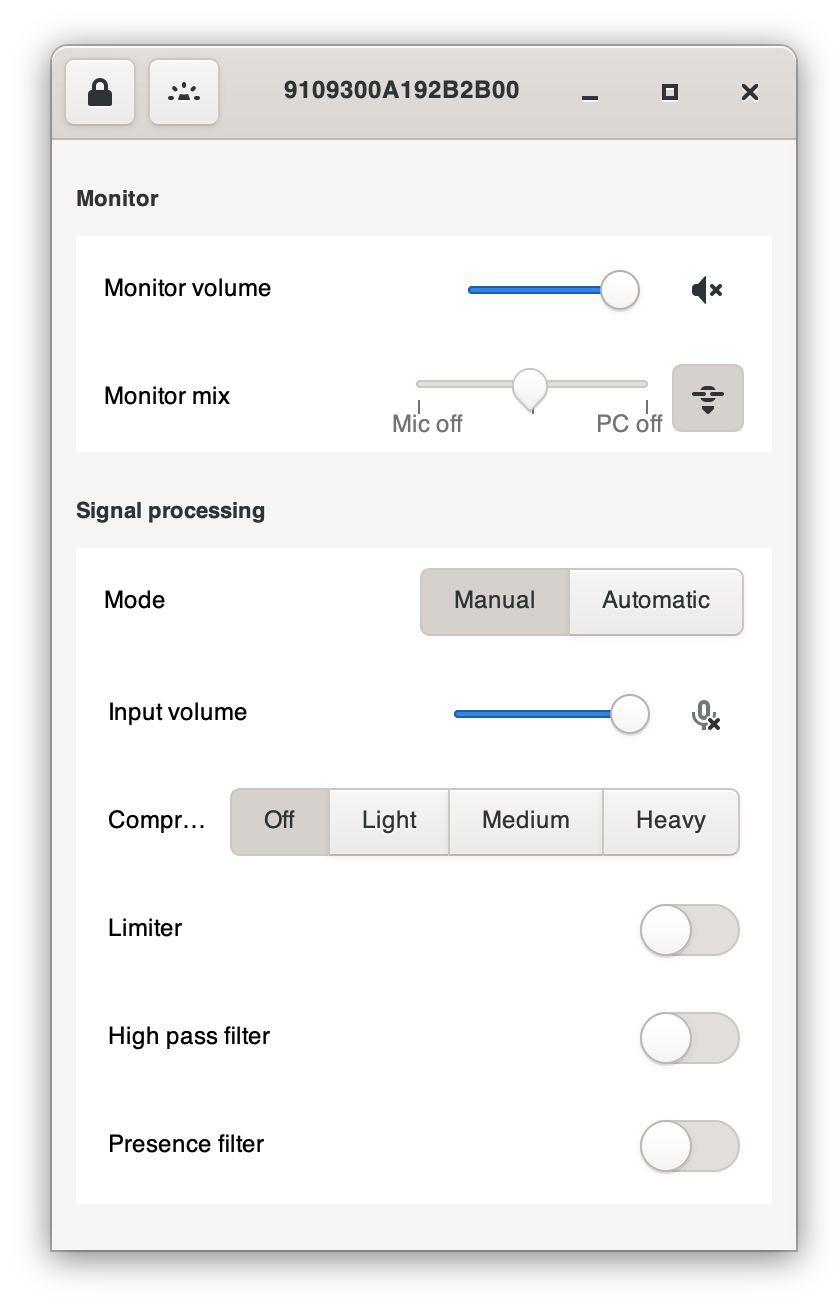 9109300A192B2B00
Monitor
Monitor volume
Monitor mix
Mic off PC off
Signal processing
Mode Manual Automatic
Input volume
Compr… Off Light Medium Heavy
Limiter
High pass filter
Presence filter